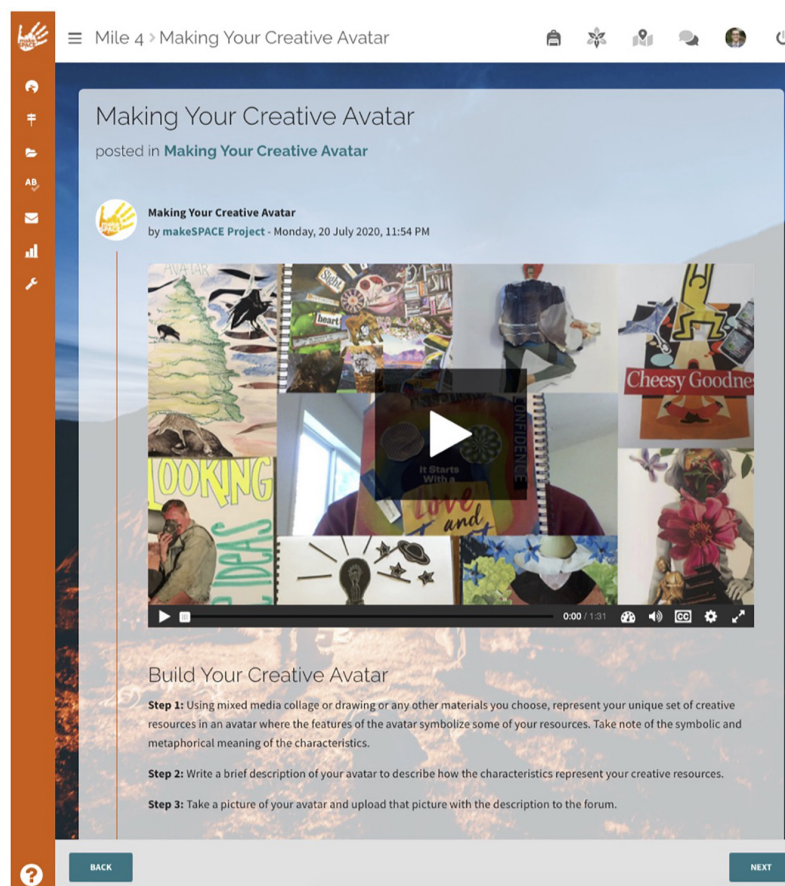 Mile 4 > Making Your Creative Avatar
AB
Making Your Creative Avatar
posted in Making Your Creative Avatar
Making Your Creative Avatar
by makeSPACE Project - Monday, 20 July 2020, 11:54 PM
AVATAR
Sight,
heart
Cheesy Goodnes
CONFIDENCE
It Starts
With a
Love
and
LOOKING
IDEAS
0:00 / 1:31
CC
Build Your Creative Avatar
Step 1: Using mixed media collage or drawing or any other materials you choose, represent your unique set of creative
resources in an avatar where the features of the avatar symbolize some of your resources. Take note of the symbolic and
metaphorical meaning of the characteristics.
Step 2: Write a brief description of your avatar to describe how the characteristics represent your creative resources.
Step 3: Take a picture of your avatar and upload that picture with the description to the forum.
?
BACK
NEXT